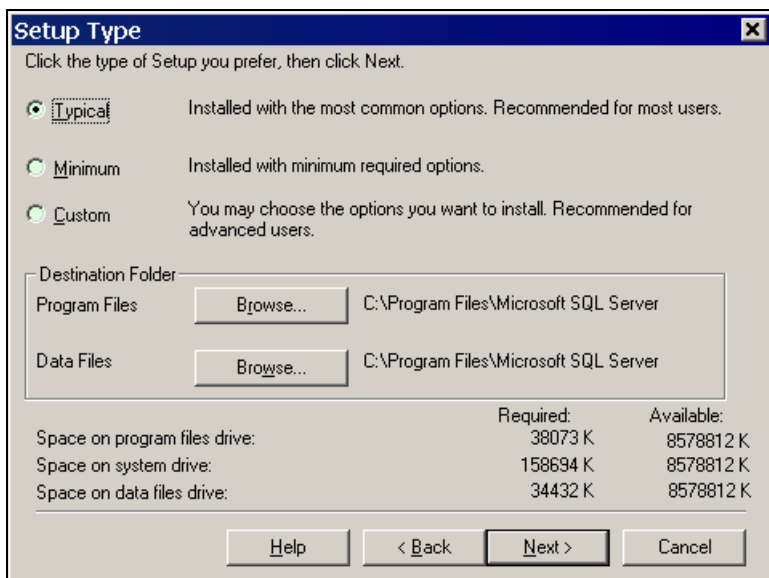 Setup Type
Click the type of Setup you prefer, then click Next.
Typical Installed with the most common options. Recommended for most users.
Minimum Installed with minimum required options.
Custom You may choose the options you want to install. Recommended for
advanced users.
Destination Folder
Program Files Browse... C:\Program Files\Microsoft SQL Server
Data Files Browse... C:\Program Files\Microsoft SQL Server
Required: Available:
Space on program files drive: 38073 K 8578812 K
Space on system drive: 158694 K 8578812 K
Space on data files drive: 34432 K 8578812 K
Help < Back Next > Cancel